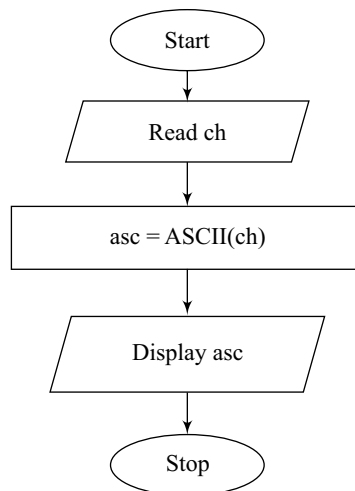 Start
Read ch
asc = ASCII(ch)
Display asc
Stop